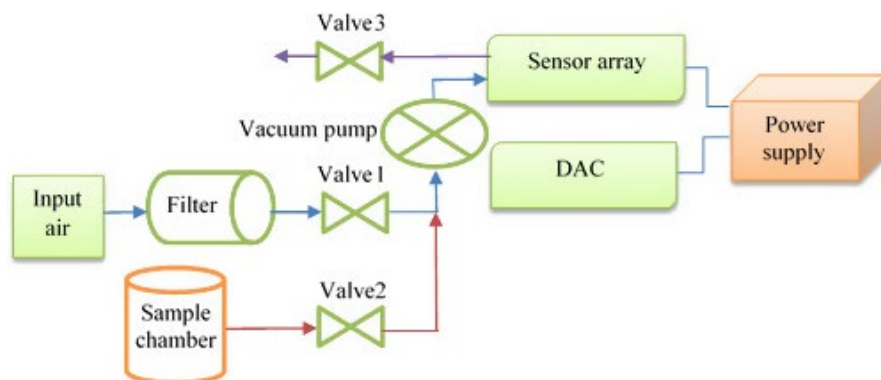 Valve3
Sensor array
Vacuum pump
Power
supply
DAC
Valve1
Input
air
Filter
Valve2
Sample
chamber